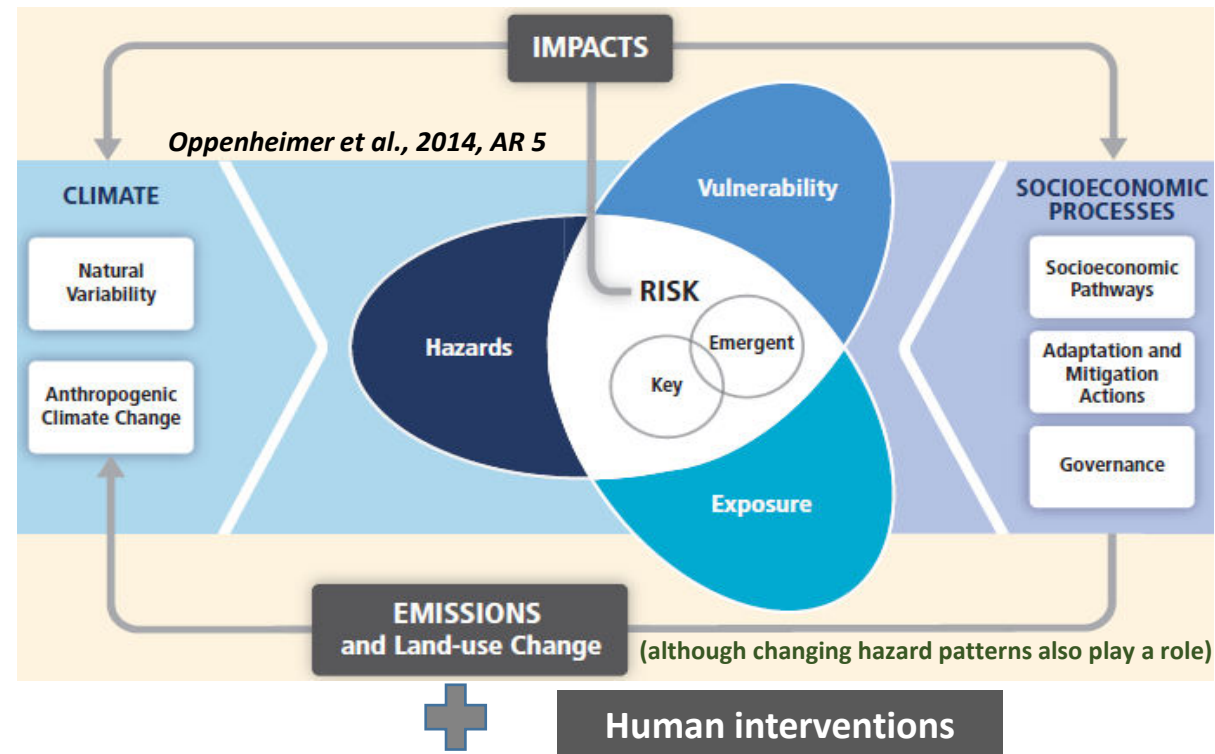 IMPACTS
Oppenheimer et al., 2014, AR 5
CLIMATE
Natural
Variability
Anthropogenic
Climate Change
Vulnerability
Hazards
RISK
Emergent
Key
Exposure
SOCIOECONOMIC
PROCESSES
Socioeconomic
Pathways
Adaptation and
Mitigation
Actions
Governance
EMISSIONS
and Land-use Change
(although changing hazard patterns also play a role)
Human interventions